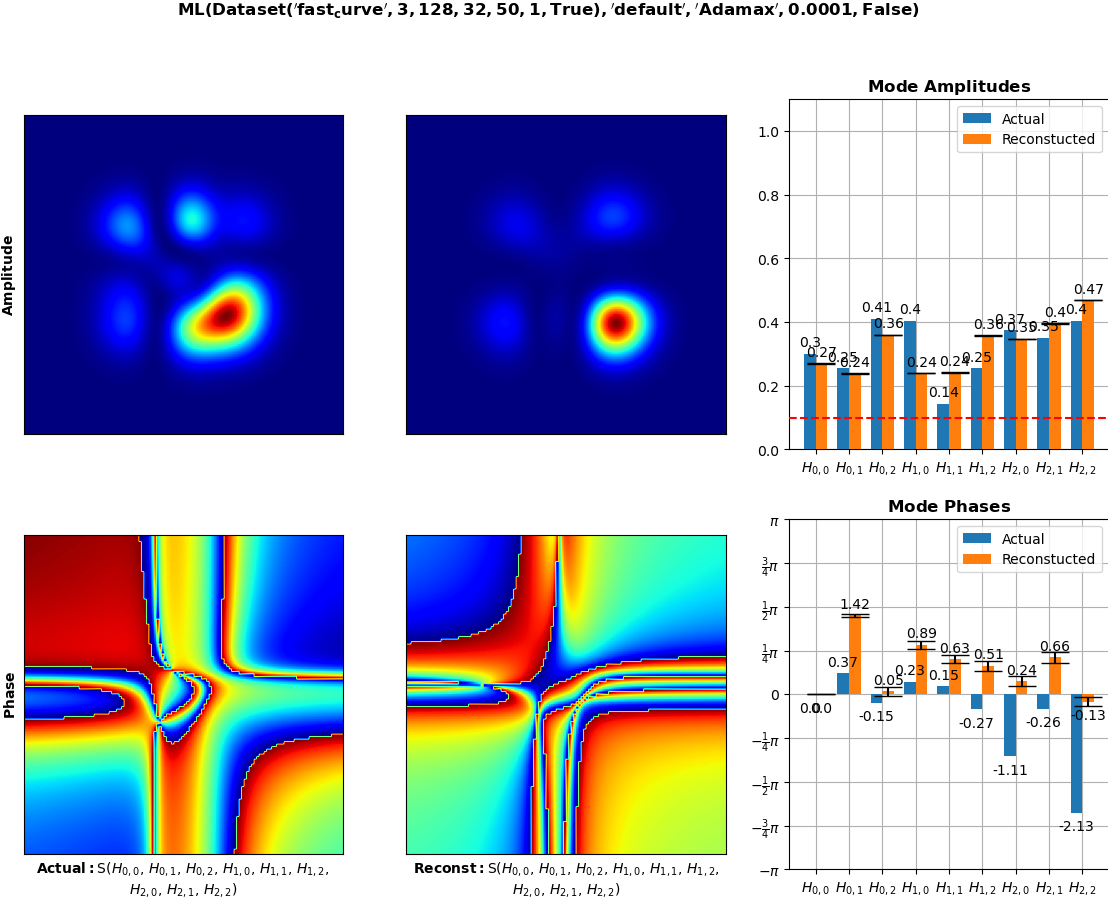 ML(Dataset('fast_curve', 3, 128, 32, 50, 1, True), 'default', 'Adamax', 0.0001, False)
Amplitude
Mode Amplitudes
Actual
Reconstucted
1.0
0.8
0.6
0.4
0.2
0.0
0.3 0.27 0.25 0.24 0.41 0.36 0.4 0.24 0.14 0.24 0.25 0.36 0.37 0.35 0.35 0.4 0.4 0.47
H0,0 H0,1 H0,2 H1,0 H1,1 H1,2 H2,0 H2,1 H2,2
Phase
Actual: S(H0,0, H0,1, H0,2, H1,0, H1,1, H1,2,
H2,0, H2,1, H2,2)
Reconst: S(H0,0, H0,1, H0,2, H1,0, H1,1, H1,2,
H2,0, H2,1, H2,2)
Mode Phases
Actual
Reconstucted
π
3/4π
1/2π
1/4π
0
−1/4π
−1/2π
−3/4π
−π
0.0 0.0 0.37 1.42 -0.15 0.05 0.23 0.89 0.15 0.63 -0.27 0.51 -1.11 0.24 -0.26 0.66 -2.13 -0.13
H0,0 H0,1 H0,2 H1,0 H1,1 H1,2 H2,0 H2,1 H2,2